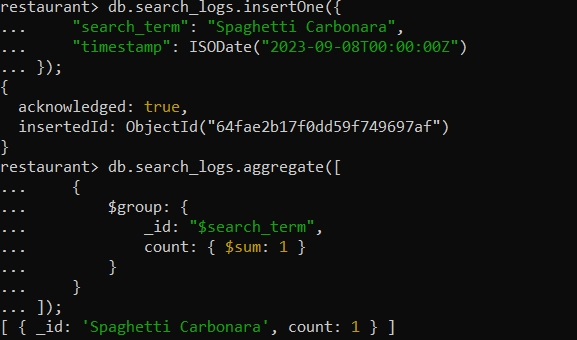 restaurant> db.search_logs.insertOne({
...     "search_term": "Spaghetti Carbonara",
...     "timestamp": ISODate("2023-09-08T00:00:00Z")
... });
{
  acknowledged: true,
  insertedId: ObjectId("64fae2b17f0dd59f749697af")
}
restaurant> db.search_logs.aggregate([
...     {
...         $group: {
...             _id: "$search_term",
...             count: { $sum: 1 }
...         }
...     }
... ]);
[ { _id: 'Spaghetti Carbonara', count: 1 } ]